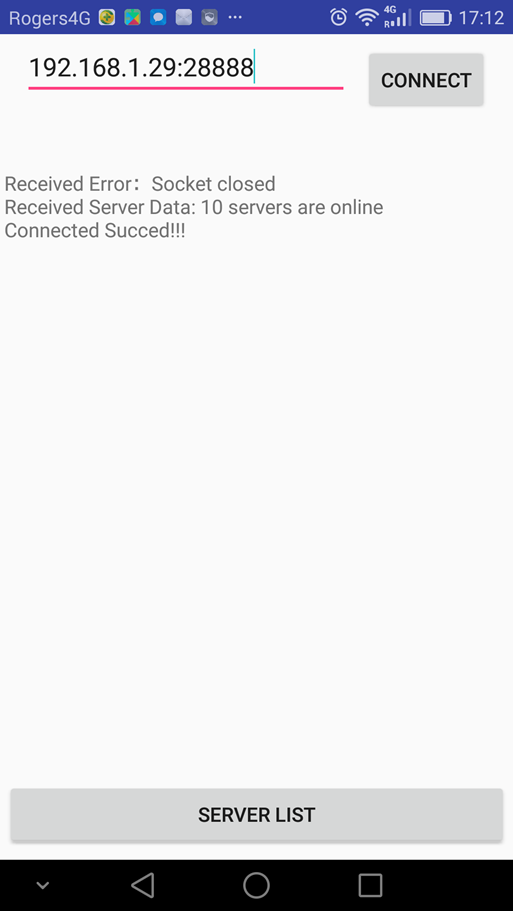 Rogers4G 4G R 17:12
192.168.1.29:28888 CONNECT
Received Error：Socket closed
Received Server Data: 10 servers are online
Connected Succed!!!
SERVER LIST